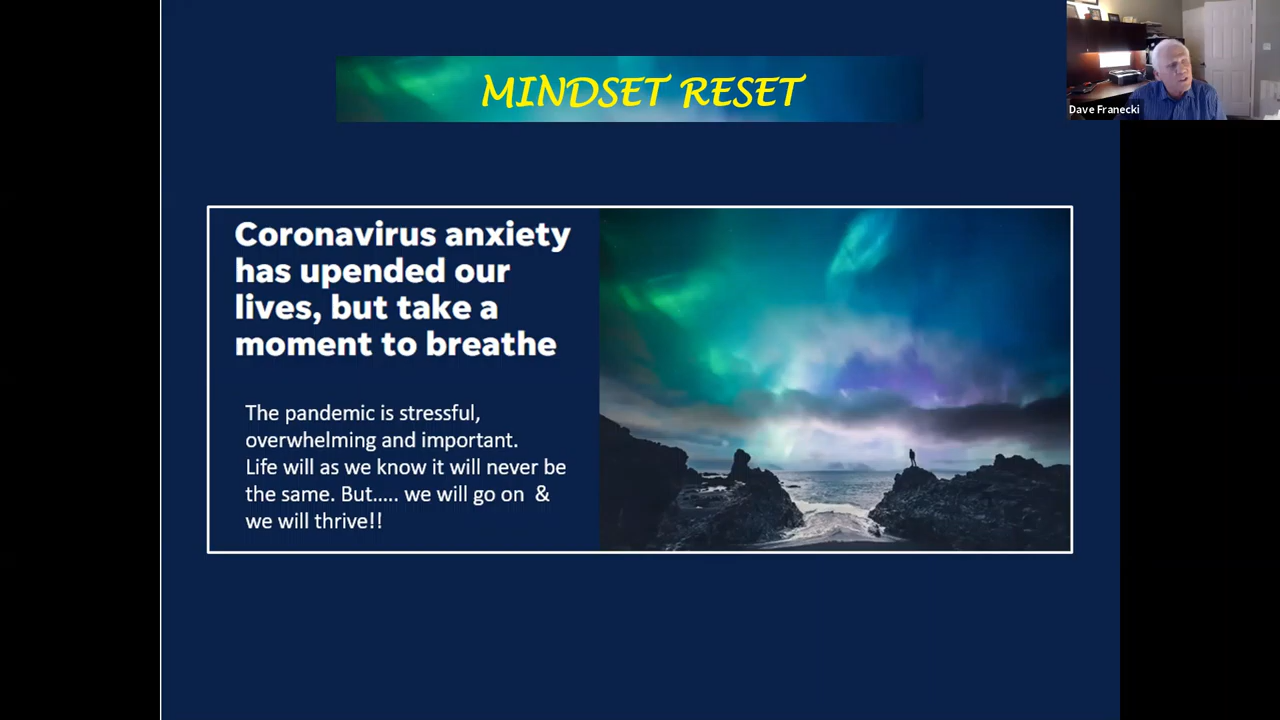 MINDSET RESET
Dave Franecki
Coronavirus anxiety
has upended our
lives, but take a
moment to breathe
The pandemic is stressful,
overwhelming and important.
Life will as we know it will never be
the same. But..... we will go on &
we will thrive!!